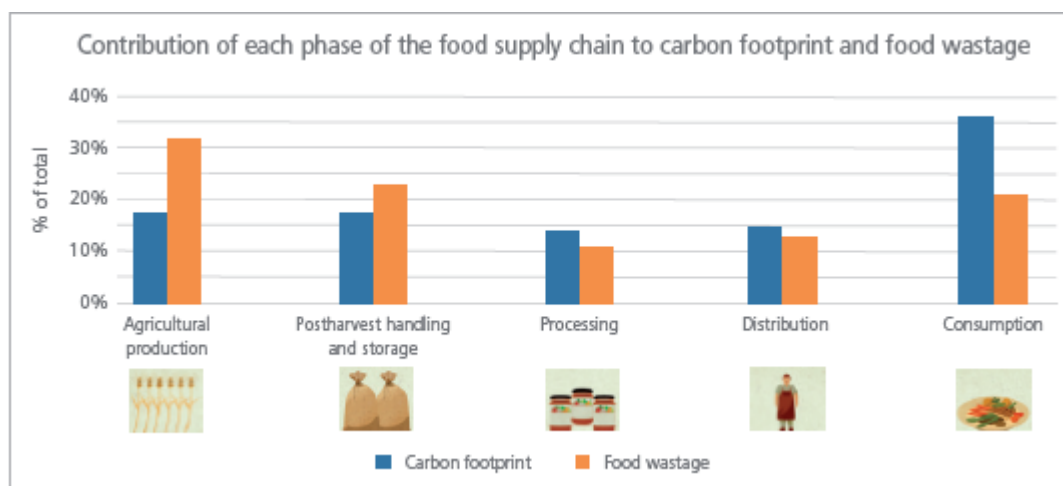 Contribution of each phase of the food supply chain to carbon footprint and food wastage
% of total
40%
30%
20%
10%
0%
Agricultural
production
Postharvest handling
and storage
Processing
Distribution
Consumption
Carbon footprint
Food wastage